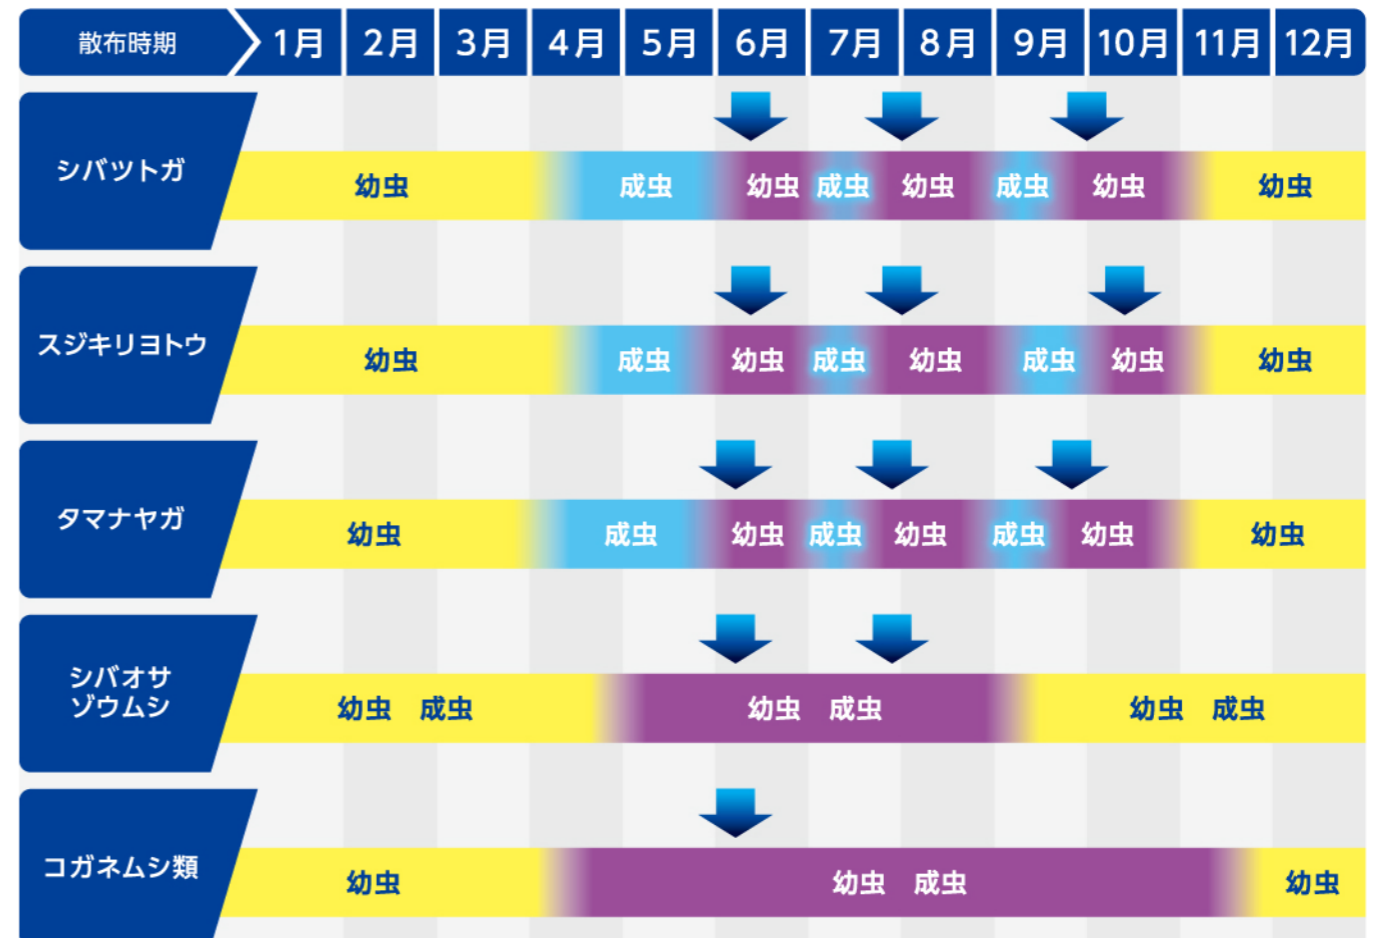 散布時期 1月 2月 3月 4月 5月 6月 7月 8月 9月 10月 11月 12月
シバツトガ 幼虫 成虫 幼虫 成虫 幼虫 成虫 幼虫 幼虫
スジキリヨトウ 幼虫 成虫 幼虫 成虫 幼虫 成虫 幼虫 幼虫
タマナヤガ 幼虫 成虫 幼虫 成虫 幼虫 成虫 幼虫 幼虫
シバオサ
ゾウムシ
幼虫 成虫 幼虫 成虫 幼虫 成虫
コガネムシ類 幼虫 幼虫 成虫 幼虫